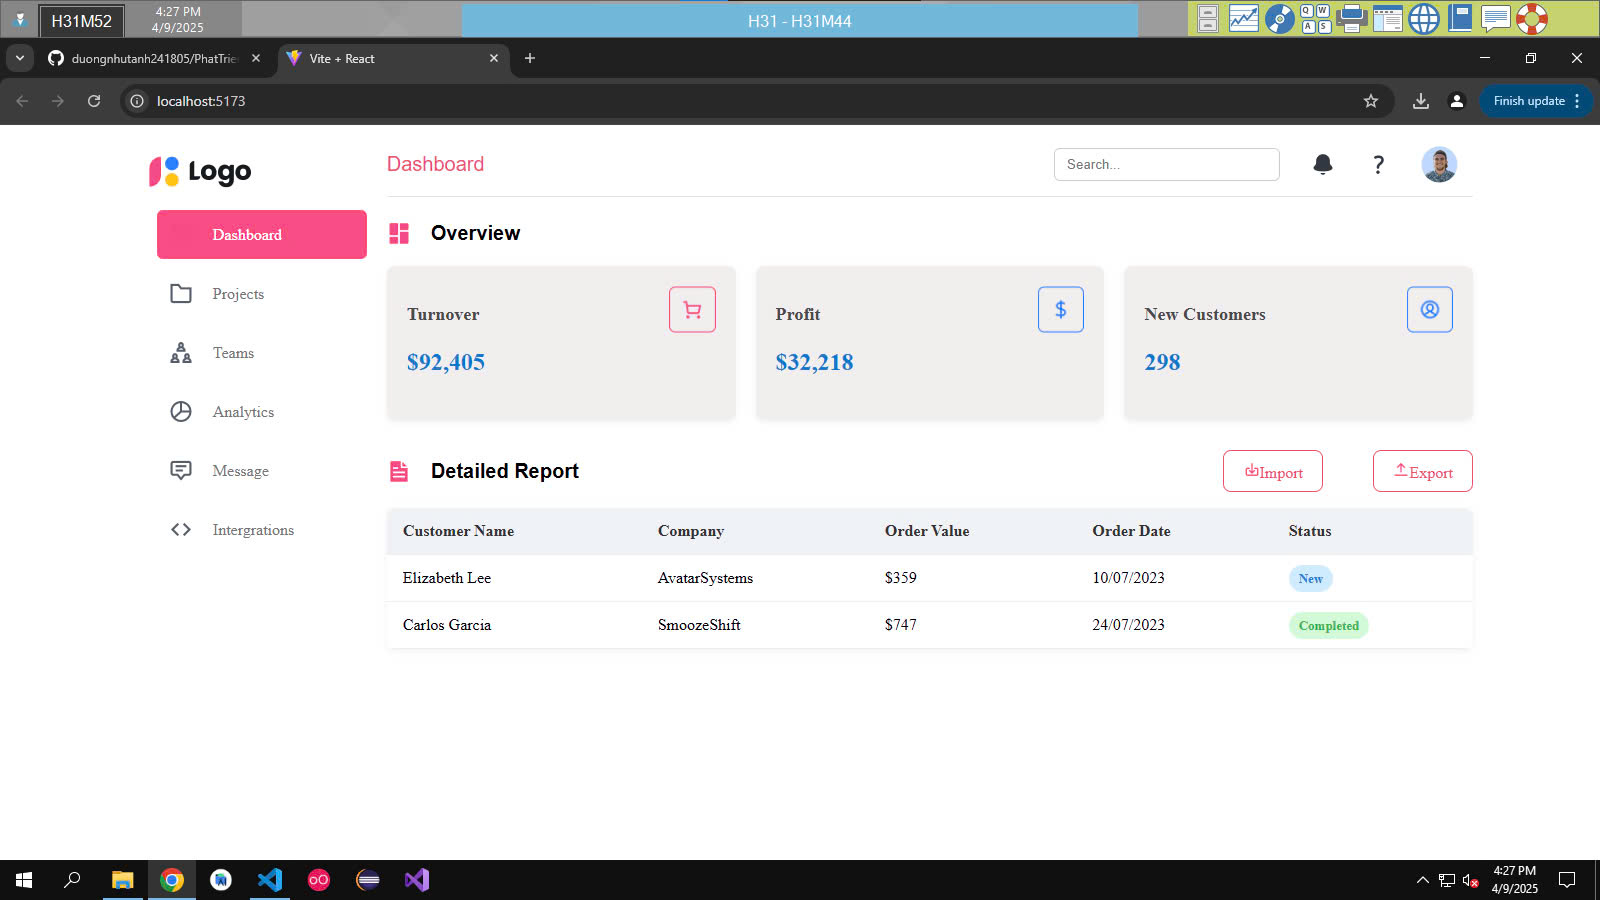 H31M52
4:27 PM
4/9/2025
H31 - H31M44
Q W
A S
duongnhutanh241805/PhatTrie
Vite + React
localhost:5173
Finish update
Logo
Dashboard
Search...
?
Dashboard
Projects
Teams
Analytics
Message
Intergrations
Overview
Turnover
$92,405
Profit
$
$32,218
New Customers
298
Detailed Report
Import
Export
Customer Name Company Order Value Order Date Status
Elizabeth Lee AvatarSystems $359 10/07/2023 New
Carlos Garcia SmoozeShift $747 24/07/2023 Completed
4:27 PM
4/9/2025